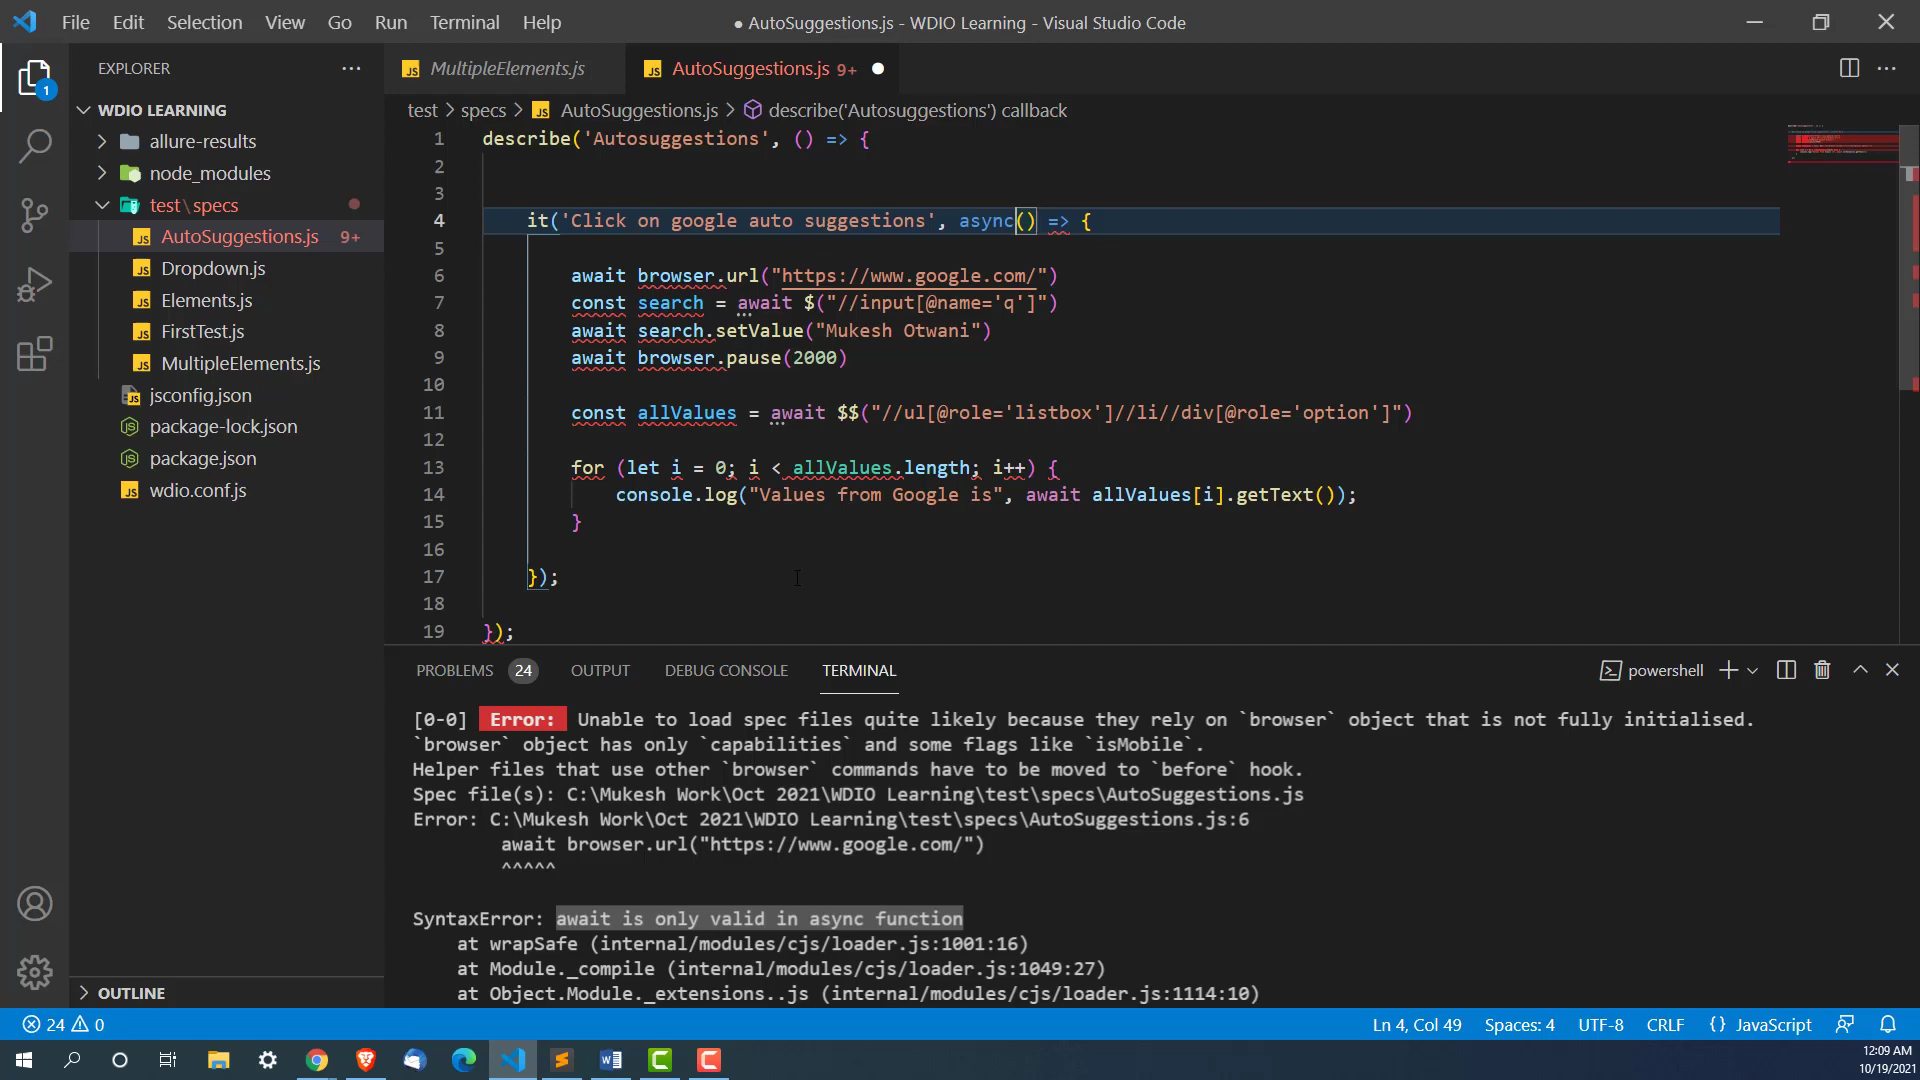 File Edit Selection View Go Run Terminal Help
● AutoSuggestions.js - WDIO Learning - Visual Studio Code
EXPLORER
MultipleElements.js
AutoSuggestions.js 9+
1
WDIO LEARNING
allure-results
node_modules
test\specs
AutoSuggestions.js 9+
Dropdown.js
Elements.js
FirstTest.js
MultipleElements.js
jsconfig.json
package-lock.json
package.json
wdio.conf.js
OUTLINE
test > specs > AutoSuggestions.js > describe('Autosuggestions') callback
1 describe('Autosuggestions', () => {
2
3
4 it('Click on google auto suggestions', async() => {
5
6 await browser.url("https://www.google.com/")
7 const search = await $("//input[@name='q']")
8 await search.setValue("Mukesh Otwani")
9 await browser.pause(2000)
10
11 const allValues = await $$("//ul[@role='listbox']//li//div[@role='option']")
12
13 for (let i = 0; i < allValues.length; i++) {
14 console.log("Values from Google is", await allValues[i].getText());
15 }
16
17 });
18
19 });
PROBLEMS 24 OUTPUT DEBUG CONSOLE TERMINAL
powershell
[0-0] Error: Unable to load spec files quite likely because they rely on `browser` object that is not fully initialised.
`browser` object has only `capabilities` and some flags like `isMobile`.
Helper files that use other `browser` commands have to be moved to `before` hook.
Spec file(s): C:\Mukesh Work\Oct 2021\WDIO Learning\test\specs\AutoSuggestions.js
Error: C:\Mukesh Work\Oct 2021\WDIO Learning\test\specs\AutoSuggestions.js:6
await browser.url("https://www.google.com/")
^^^^^
SyntaxError: await is only valid in async function
at wrapSafe (internal/modules/cjs/loader.js:1001:16)
at Module._compile (internal/modules/cjs/loader.js:1049:27)
at Object.Module._extensions..js (internal/modules/cjs/loader.js:1114:10)
24 0
Ln 4, Col 49 Spaces: 4 UTF-8 CRLF {} JavaScript
12:09 AM
10/19/2021